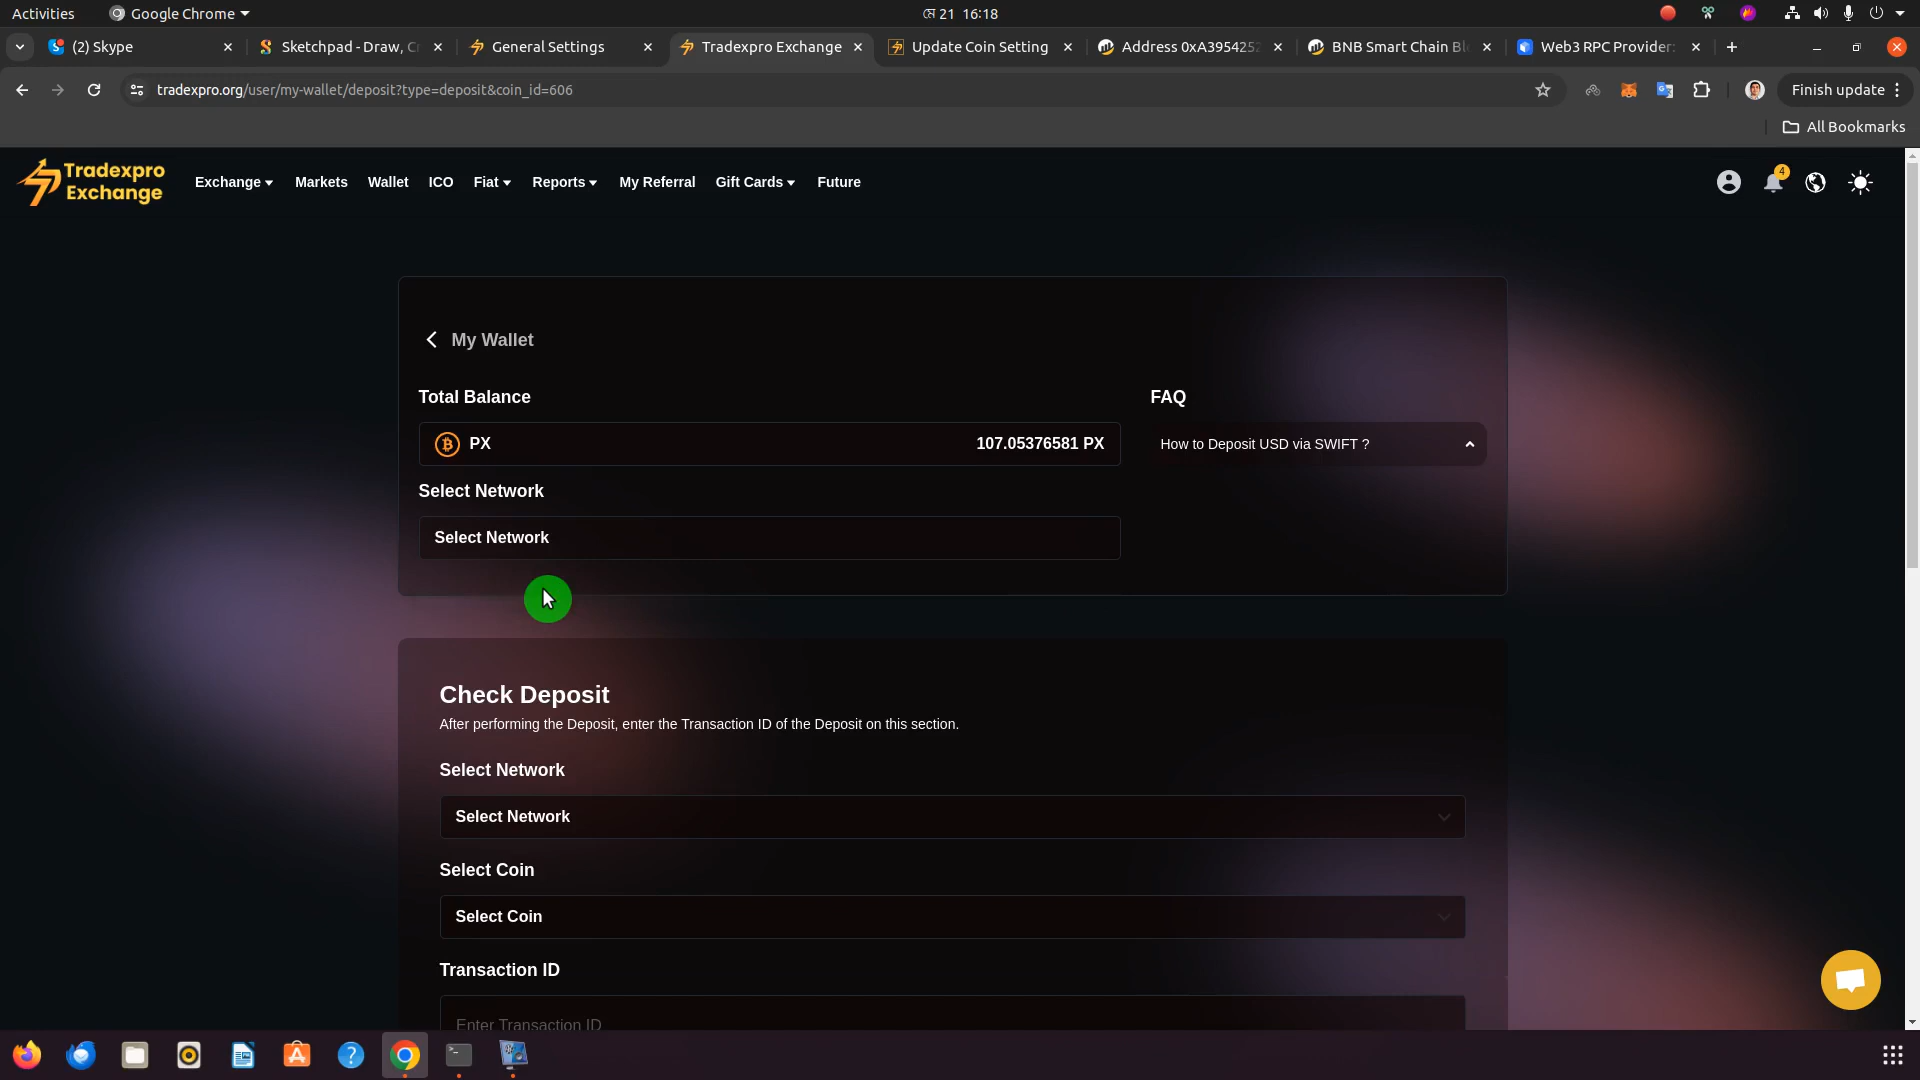 Activities
Google Chrome
মে 21 16:18
(2) Skype
Sketchpad - Draw, Cr
General Settings
Tradexpro Exchange
Update Coin Setting
Address 0xA395425
BNB Smart Chain Bl
Web3 RPC Provider:
tradexpro.org/user/my-wallet/deposit?type=deposit&coin_id=606
Finish update
All Bookmarks
Tradexpro
Exchange
Exchange
Markets
Wallet
ICO
Fiat
Reports
My Referral
Gift Cards
Future
4
My Wallet
Total Balance
PX
107.05376581 PX
FAQ
How to Deposit USD via SWIFT ?
Select Network
Select Network
Check Deposit
After performing the Deposit, enter the Transaction ID of the Deposit on this section.
Select Network
Select Network
Select Coin
Select Coin
Transaction ID
Enter Transaction ID